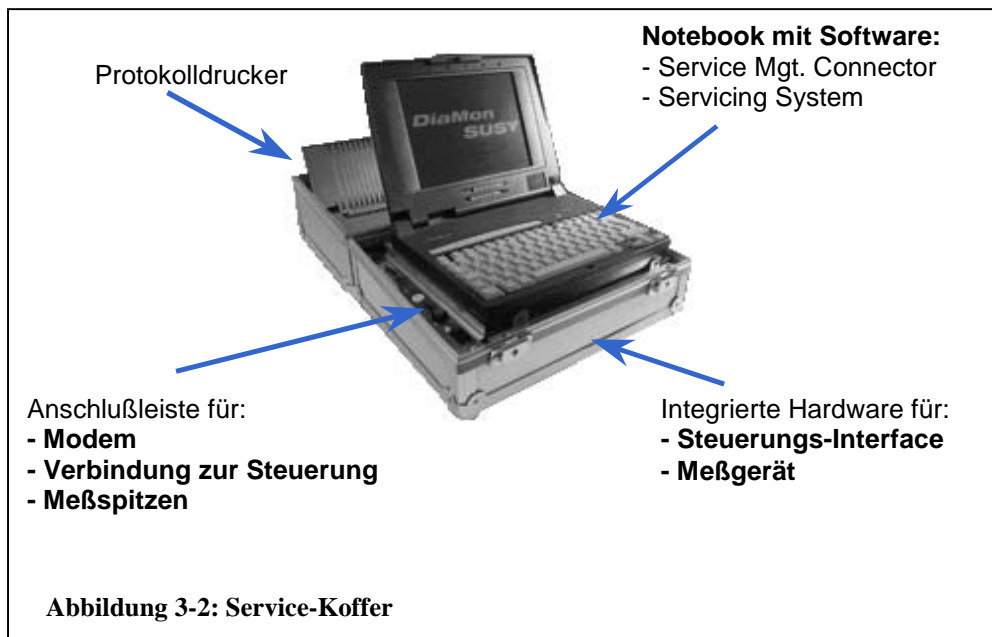 Protokolldrucker
Notebook mit Software:
- Service Mgt. Connector
- Servicing System
DiaMon
SUSY
Anschlußleiste für:
- Modem
- Verbindung zur Steuerung
- Meßspitzen
Integrierte Hardware für:
- Steuerungs-Interface
- Meßgerät
Abbildung 3-2: Service-Koffer